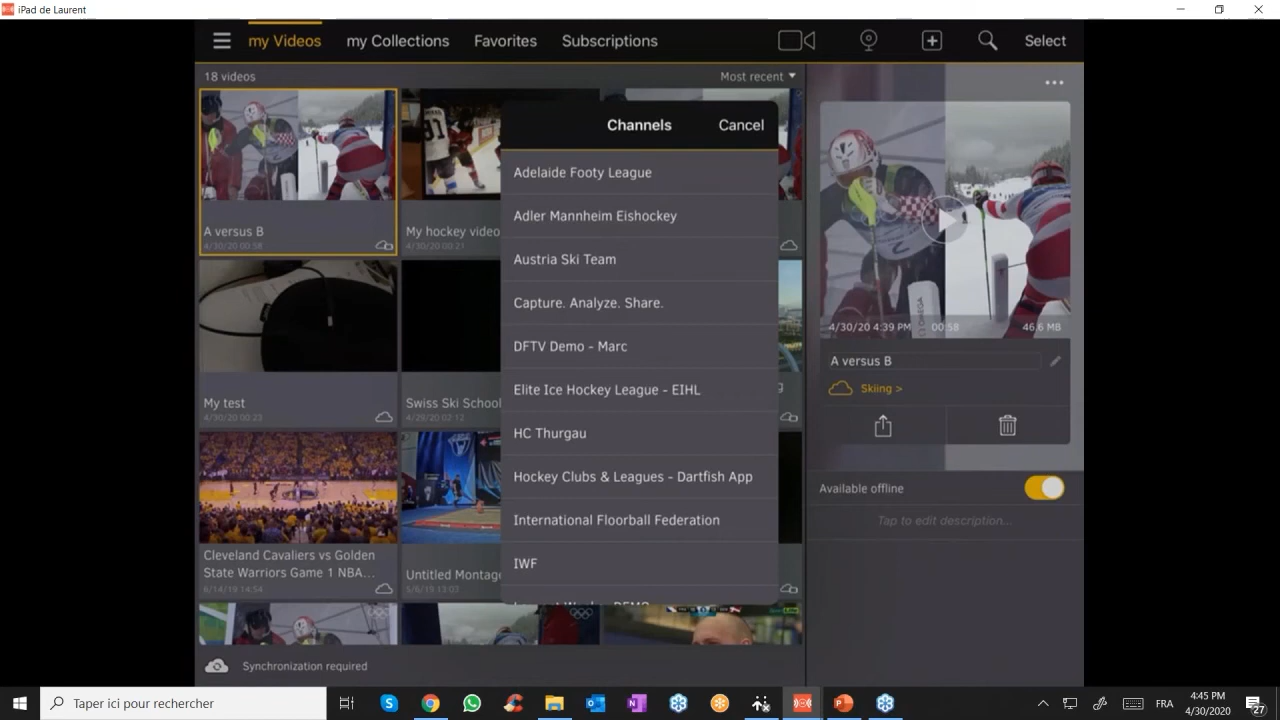 iPad de Laurent
my Videos my Collections Favorites Subscriptions Select
18 videos Most recent
Channels Cancel
Adelaide Footy League
Adler Mannheim Eishockey
Austria Ski Team
Capture. Analyze. Share.
DFTV Demo - Marc
Elite Ice Hockey League - EIHL
HC Thurgau
Hockey Clubs & Leagues - Dartfish App
International Floorball Federation
IWF
A versus B
4/30/20 00:58
My hockey video
4/30/20 00:21
My test
4/30/20 00:23
Swiss Ski School
4/29/20 02:12
Cleveland Cavaliers vs Golden
State Warriors Game 1 NBA...
6/14/19 14:54
Untitled Montage
5/6/19 13:03
Synchronization required
4/30/20 4:39 PM 00:58 46.6 MB
A versus B
Skiing >
Available offline
Tap to edit description...
Taper ici pour rechercher
FRA
4:45 PM
4/30/2020
27